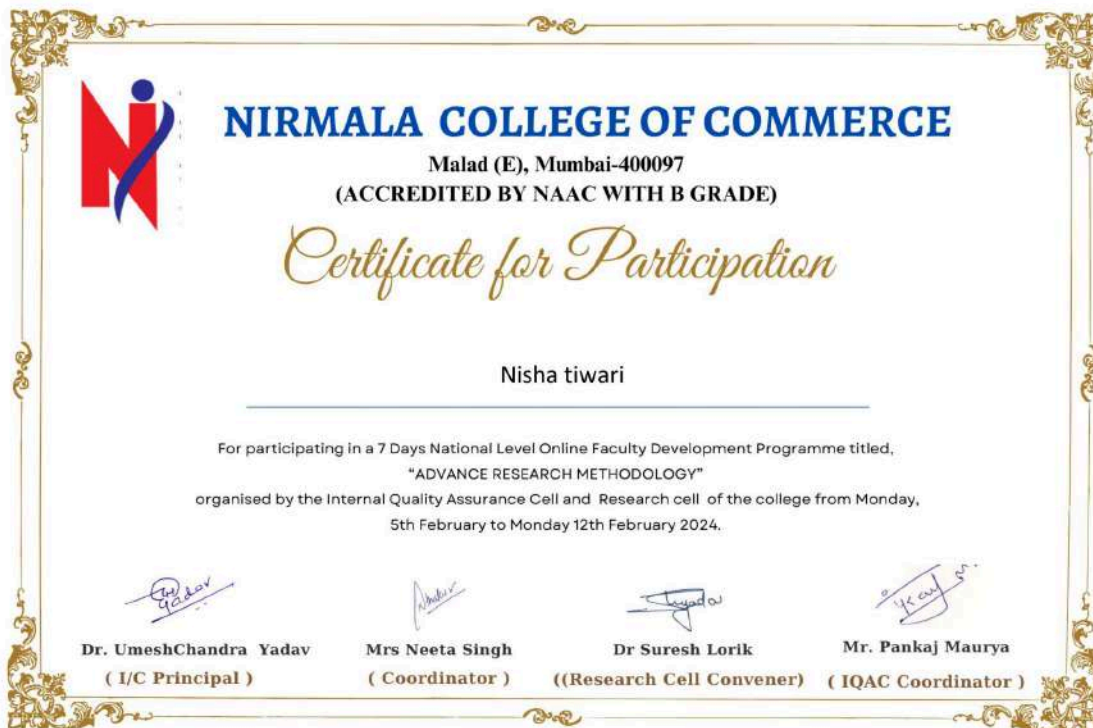 NIRMALA COLLEGE OF COMMERCE
Malad (E), Mumbai-400097
(ACCREDITED BY NAAC WITH B GRADE)
Certificate for Participation
Nisha tiwari
For participating in a 7 Days National Level Online Faculty Development Programme titled,
“ADVANCE RESEARCH METHODOLOGY”
organised by the Internal Quality Assurance Cell and Research cell of the college from Monday,
5th February to Monday 12th February 2024.
Dr. UmeshChandra Yadav Mrs Neeta Singh Dr Suresh Lorik Mr. Pankaj Maurya
( I/C Principal ) ( Coordinator ) ((Research Cell Convener) ( IQAC Coordinator )